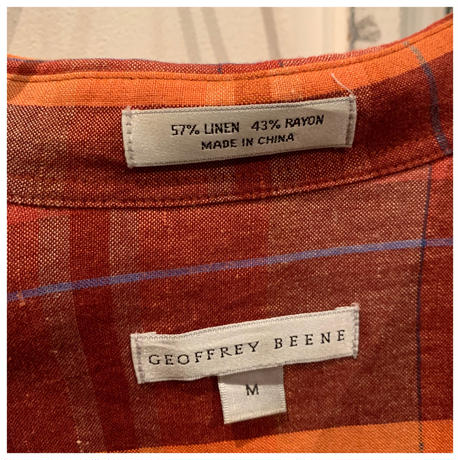 57% LINEN 43% RAYON
MADE IN CHINA
GEOFFREY BEENE
M